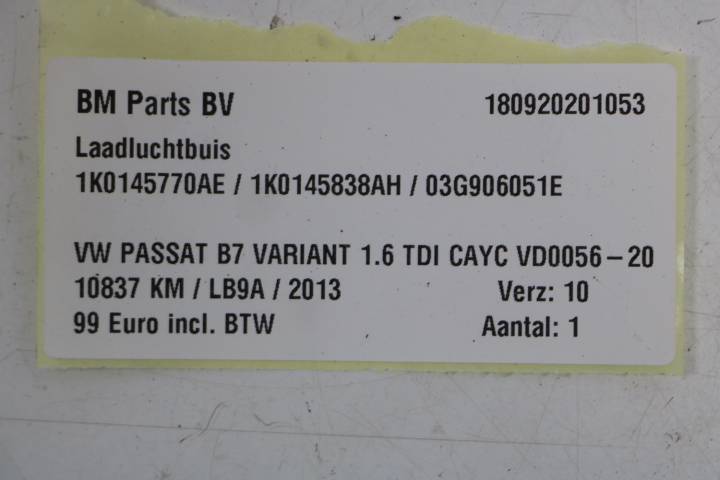 BM Parts BV 180920201053
Laadluchtbuis
1K0145770AE / 1K0145838AH / 03G906051E
VW PASSAT B7 VARIANT 1.6 TDI CAYC VD0056-20
10837 KM / LB9A / 2013 Verz: 10
99 Euro incl. BTW Aantal: 1